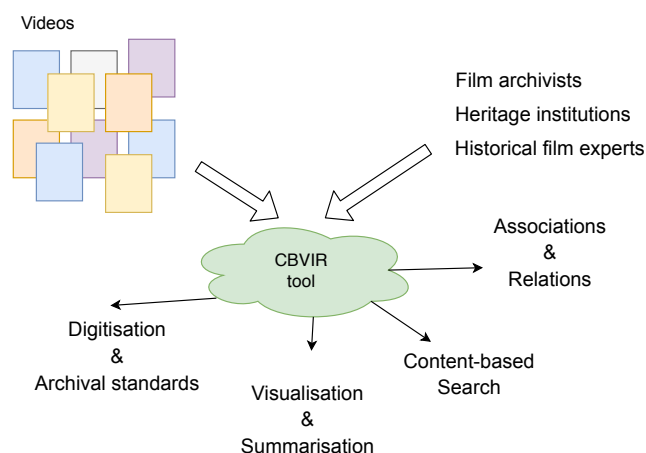 Videos
Film archivists
Heritage institutions
Historical film experts
CBVIR
tool
Associations
&
Relations
Digitisation
&
Archival standards
Content-based
Search
Visualisation
&
Summarisation